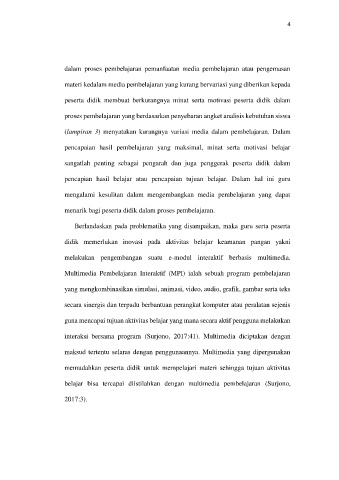 4
dalam proses pembelajaran pemanfaatan media pembelajaran atau pengemasan
materi kedalam media pembelajaran yang kurang bervariasi yang diberikan kepada
peserta didik membuat berkurangnya minat serta motivasi peserta didik dalam
proses pembelajaran yang berdasarkan penyebaran angket analisis kebutuhan siswa
(lampiran 3) menyatakan kurangnya variasi media dalam pembelajaran. Dalam
pencapaian hasil pembelajaran yang maksimal, minat serta motivasi belajar
sangatlah penting sebagai pengarah dan juga penggerak peserta didik dalam
pencapian hasil belajar atau pencapaian tujuan belajar. Dalam hal ini guru
mengalami kesulitan dalam mengembangkan media pembelajaran yang dapat
menarik bagi peserta didik dalam proses pembelajaran.
Berlandaskan pada problematika yang disampaikan, maka guru serta peserta
didik memerlukan inovasi pada aktivitas belajar keamanan pangan yakni
melakukan pengembangan suatu e-modul interaktif berbasis multimedia.
Multimedia Pembelajaran Interaktif (MPI) ialah sebuah program pembelajaran
yang mengkombinasikan simulasi, animasi, video, audio, grafik, gambar serta teks
secara sinergis dan terpadu berbantuan perangkat komputer atau peralatan sejenis
guna mencapai tujuan aktivitas belajar yang mana secara aktif pengguna melakukan
interaksi bersama program (Surjono, 2017:41). Multimedia diciptakan dengan
maksud tertentu selaras dengan penggunaannya. Multimedia yang dipergunakan
memudahkan peserta didik untuk mempelajari materi sehingga tujuan aktivitas
belajar bisa tercapai diistilahkan dengan multimedia pembelajaran (Surjono,
2017:3).